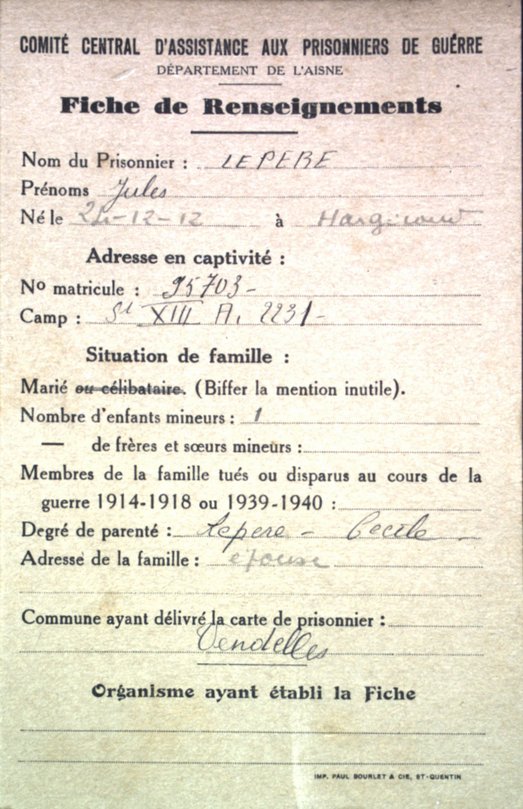 COMITÉ CENTRAL D'ASSISTANCE AUX PRISONNIERS DE GUÉRRE
DÉPARTEMENT DE L'AISNE
Fiche de Renseignements
Nom du Prisonnier : LEPERE
Prénoms Jules
Né le 24-12-12 à
Adresse en captivité :
No matricule : 95703-
Camp : St XIII A. 2231-
Situation de famille :
Marié ou célibataire. (Biffer la mention inutile).
Nombre d'enfants mineurs : 1
— de frères et sœurs mineurs :
Membres de la famille tués ou disparus au cours de la
guerre 1914-1918 ou 1939-1940 :
Degré de parenté : Lepere - Cecile -
Adresse de la famille : epouse
Commune ayant délivré la carte de prisonnier :
Vendelles
Organisme ayant établi la Fiche
IMP. PAUL BOURLET & CIE, ST-QUENTIN